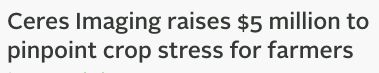 Ceres Imaging raises $5 million to
pinpoint crop stress for farmers